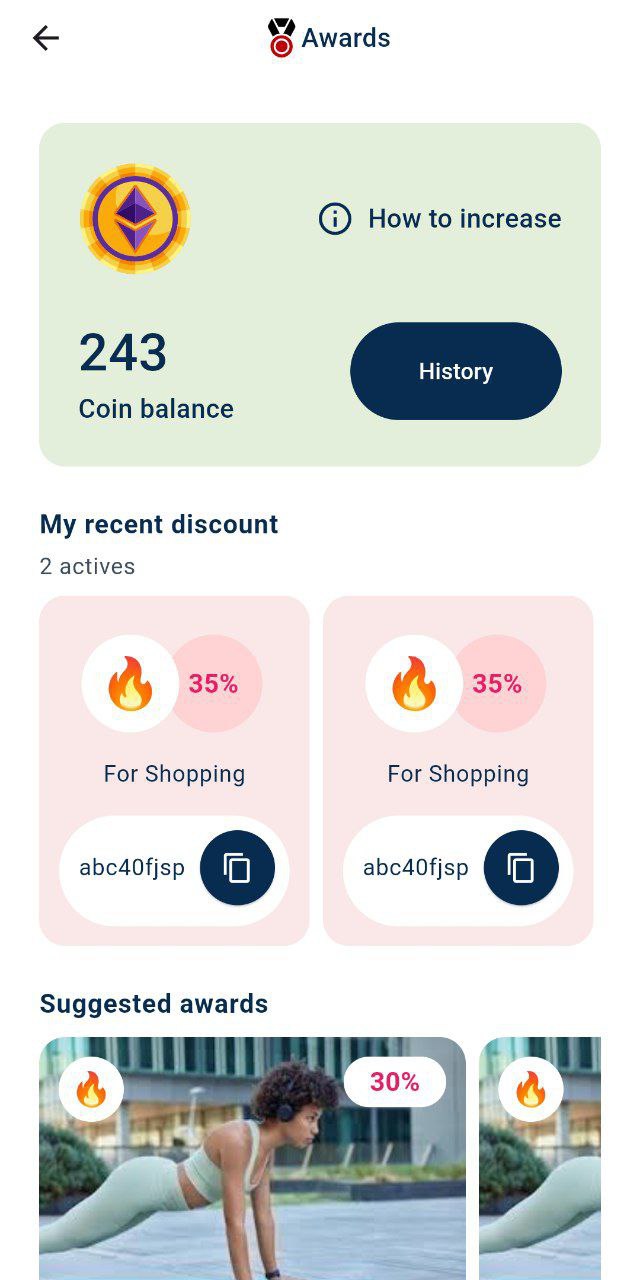 Awards
How to increase
243
Coin balance
History
My recent discount
2 actives
35%
For Shopping
abc40fjsp
35%
For Shopping
abc40fjsp
Suggested awards
30%